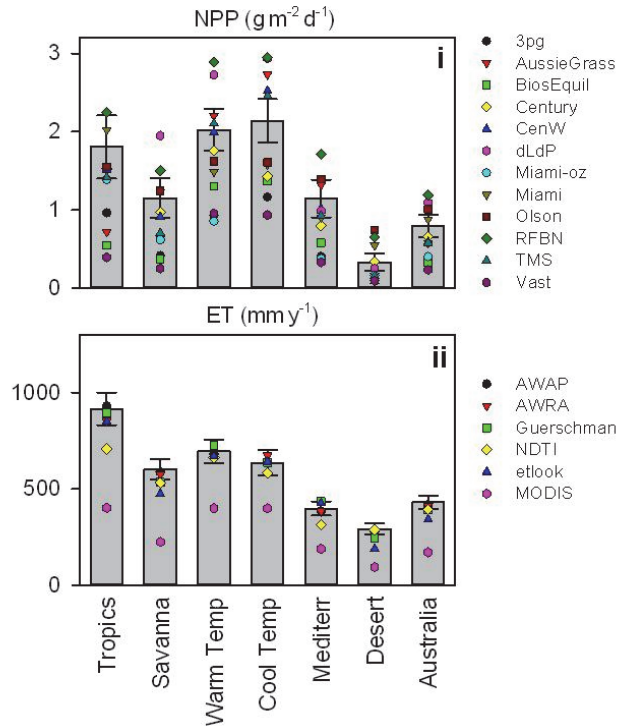 NPP (g m⁻² d⁻¹)
i
3
2
1
0
3pg
AussieGrass
BiosEquil
Century
CenW
dLdP
Miami-oz
Miami
Olson
RFBN
TMS
Vast
ET (mm y⁻¹)
ii
1000
500
0
AWAP
AWRA
Guerschman
NDTI
etlook
MODIS
Tropics
Savanna
Warm Temp
Cool Temp
Mediterr
Desert
Australia